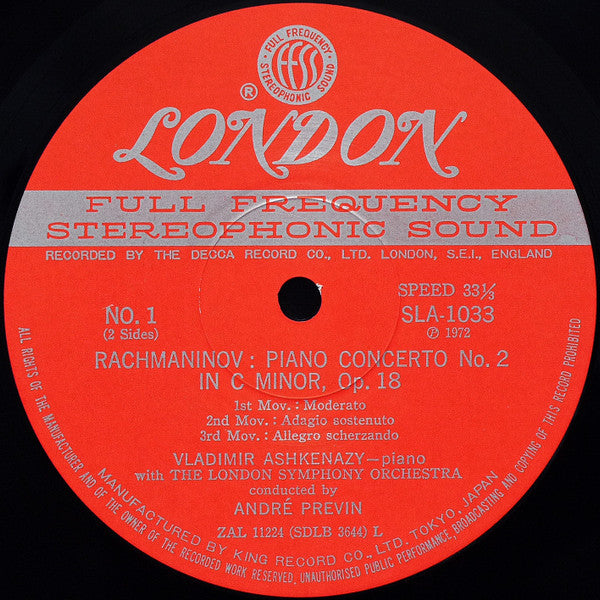 FULL FREQUENCY
STEREOPHONIC SOUND
FFSS
® LONDON
FULL FREQUENCY
STEREOPHONIC SOUND
RECORDED BY THE DECCA RECORD CO., LTD. LONDON, S.E.I., ENGLAND
SPEED 33⅓
NO. 1 SLA-1033
(2 Sides) ℗ 1972
RACHMANINOV : PIANO CONCERTO No. 2
IN C MINOR, Op. 18
1st Mov. : Moderato
2nd Mov. : Adagio sostenuto
3rd Mov. : Allegro scherzando
VLADIMIR ASHKENAZY—piano
with THE LONDON SYMPHONY ORCHESTRA
conducted by
ANDRÉ PREVIN
ZAL 11224 (SDLB 3644) L
MANUFACTURED BY KING RECORD CO., LTD. TOKYO, JAPAN
ALL RIGHTS OF THE MANUFACTURER AND OF THE OWNER OF THE RECORDED WORK RESERVED. UNAUTHORISED PUBLIC PERFORMANCE, BROADCASTING AND COPYING OF THIS RECORD PROHIBITED